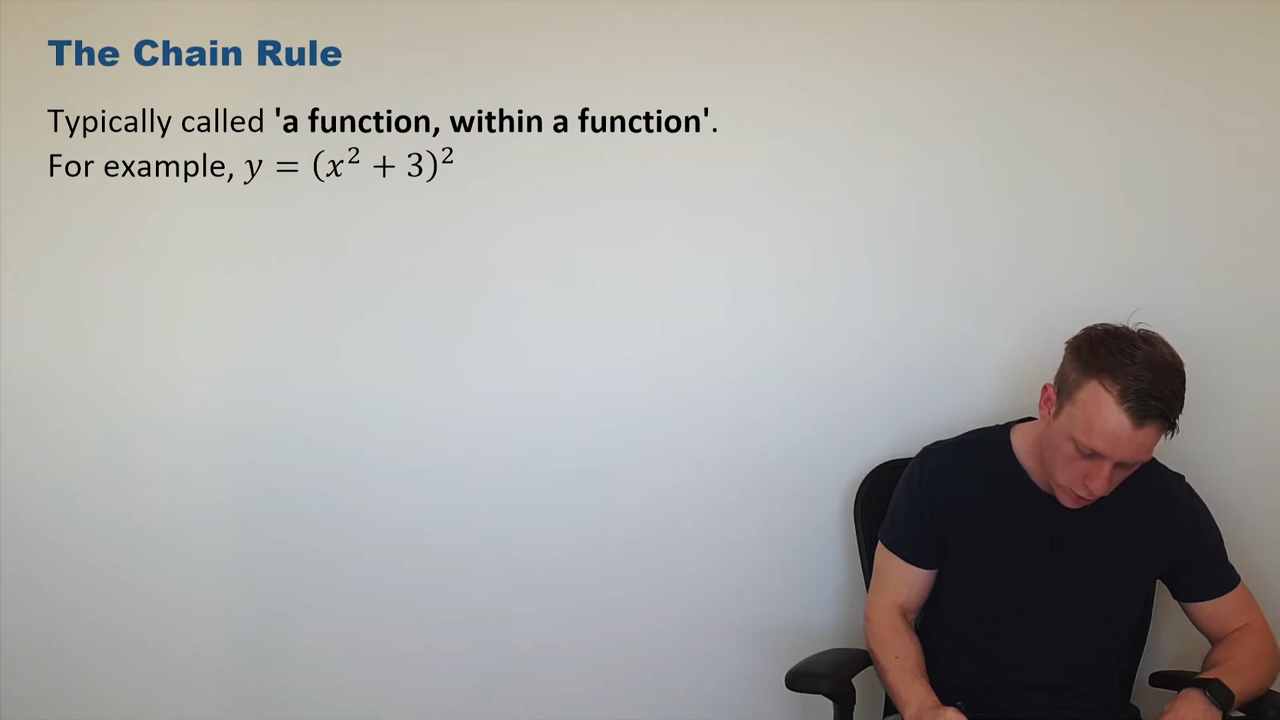 The Chain Rule
Typically called 'a function, within a function'.
For example, y = (x² + 3)²